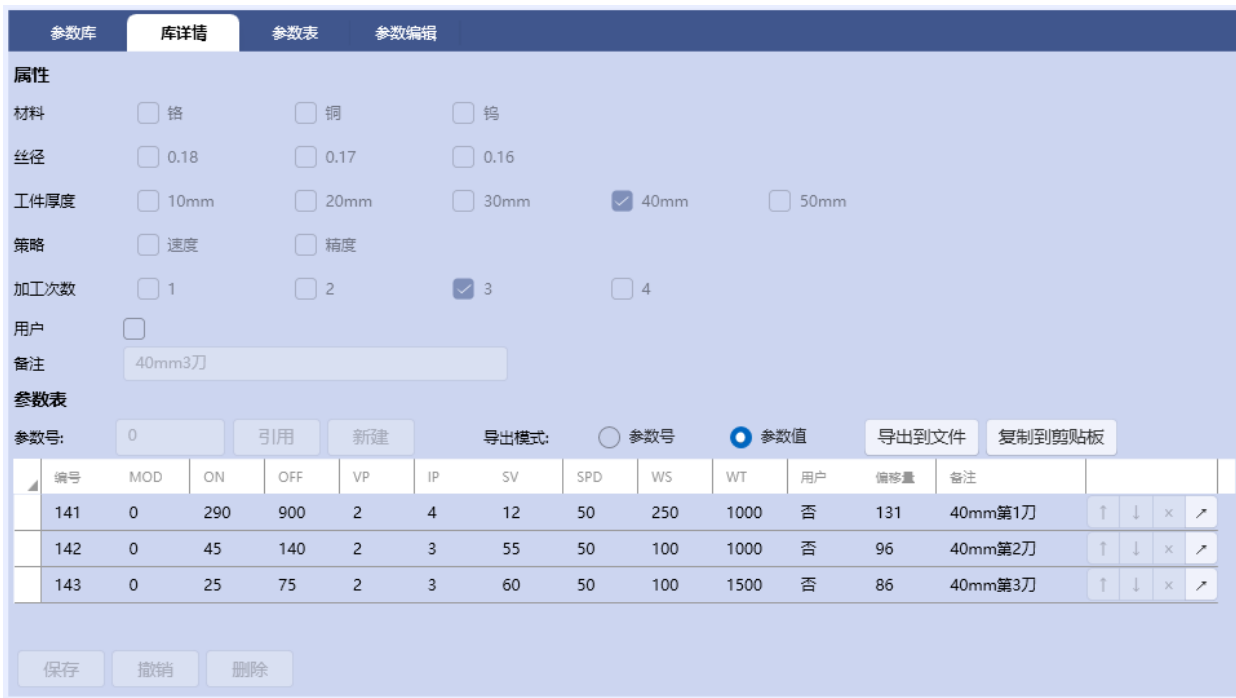 参数库 库详情 参数表 参数编辑
属性
材料 铬 铜 钨
丝径 0.18 0.17 0.16
工件厚度 10mm 20mm 30mm 40mm 50mm
策略 速度 精度
加工次数 1 2 3 4
用户
备注 40mm3刀
参数表
参数号: 0 引用 新建 导出模式: 参数号 参数值 导出到文件 复制到剪贴板
编号 MOD ON OFF VP IP SV SPD WS WT 用户 偏移量 备注
141 0 290 900 2 4 12 50 250 1000 否 131 40mm第1刀 ↑ ↓ × ↗
142 0 45 140 2 3 55 50 100 1000 否 96 40mm第2刀 ↑ ↓ × ↗
143 0 25 75 2 3 60 50 100 1500 否 86 40mm第3刀 ↑ ↓ × ↗
保存 撤销 删除